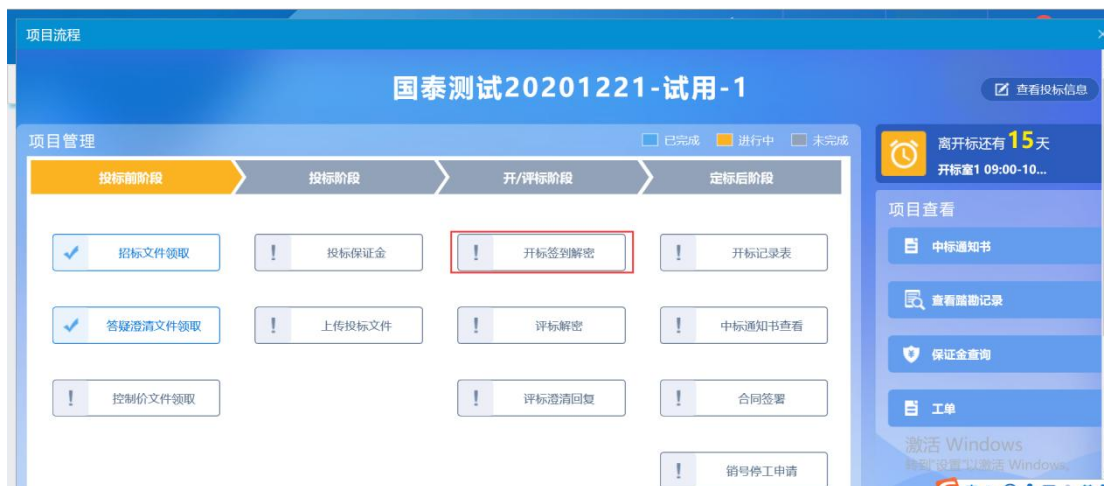 项目流程
国泰测试20201221-试用-1
查看投标信息
项目管理
已完成 进行中 未完成
投标前阶段 投标阶段 开/评标阶段 定标后阶段
招标文件领取 投标保证金 开标签到解密 开标记录表
答疑澄清文件领取 上传投标文件 评标解密 中标通知书查看
控制价文件领取 评标澄清回复 合同签署
销号停工申请
离开标还有15天
开标室1 09:00-10...
项目查看
中标通知书
查看踏勘记录
保证金查询
工单
激活 Windows
转到"设置"以激活 Windows。